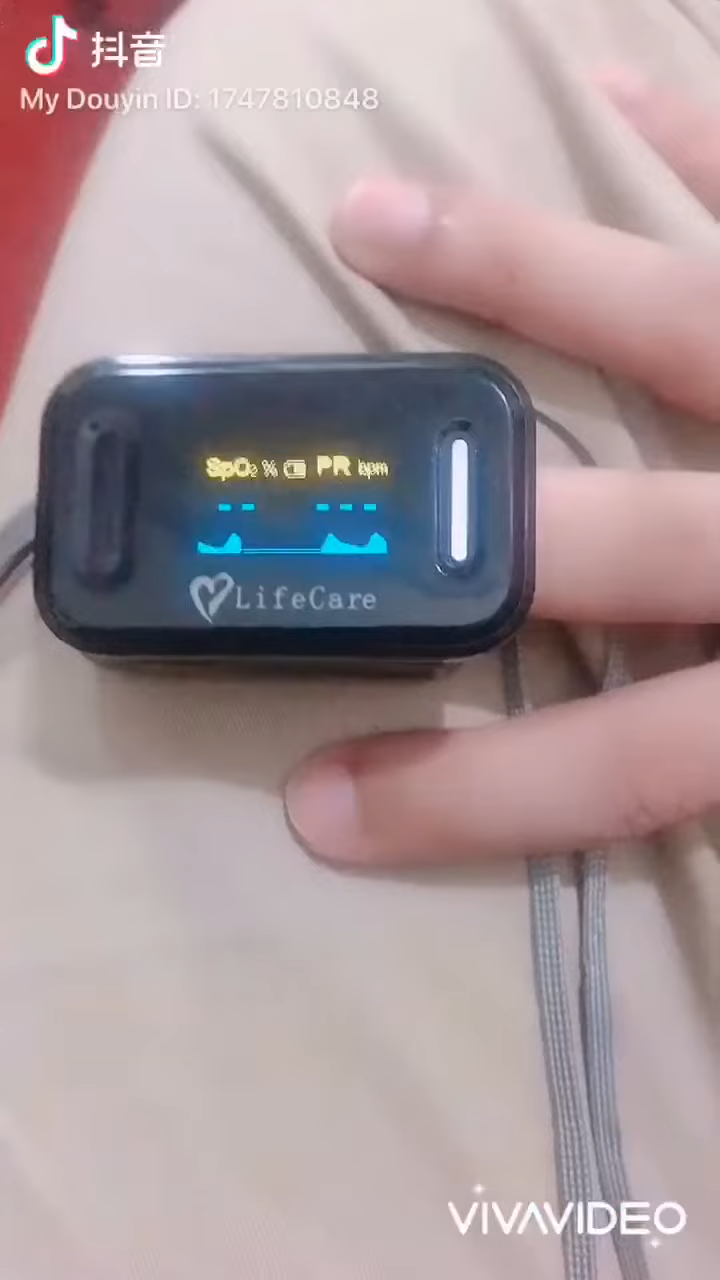 抖音
My Douyin ID: 1747810848
SpO₂ % PR bpm
-- ---
LifeCare
VIVAVIDEO